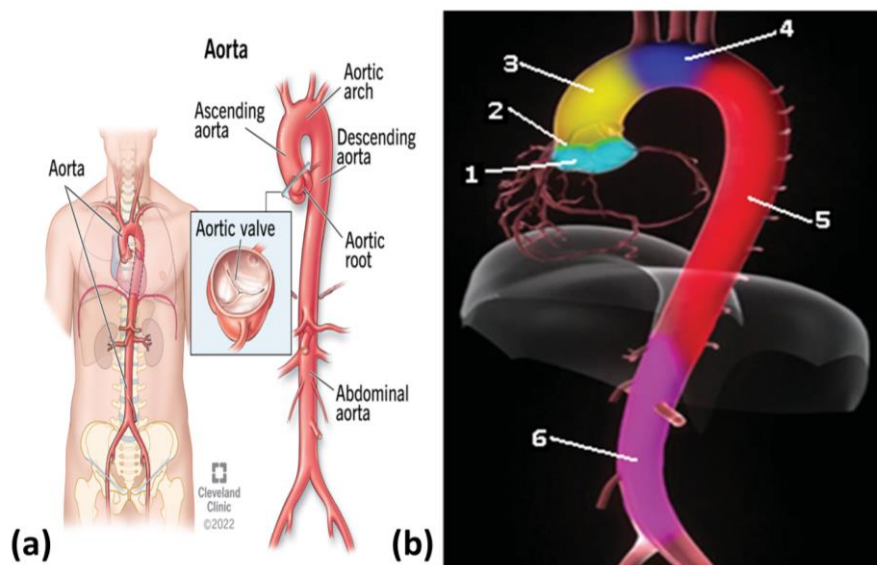 Aorta
Aortic
arch
Ascending
aorta
Descending
aorta
Aorta
Aortic valve
Aortic
root
Abdominal
aorta
Cleveland
Clinic
©2022
(a)
4
3
2
1
5
6
(b)